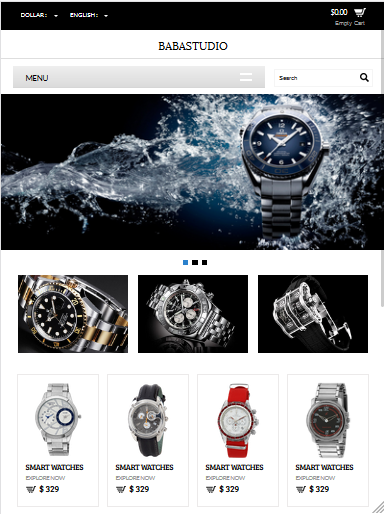 DOLLAR : ENGLISH : $0.00
Empty Cart
BABASTUDIO
MENU Search
SMART WATCHES SMART WATCHES SMART WATCHES SMART WATCHES
EXPLORE NOW EXPLORE NOW EXPLORE NOW EXPLORE NOW
$ 329 $ 329 $ 329 $ 329